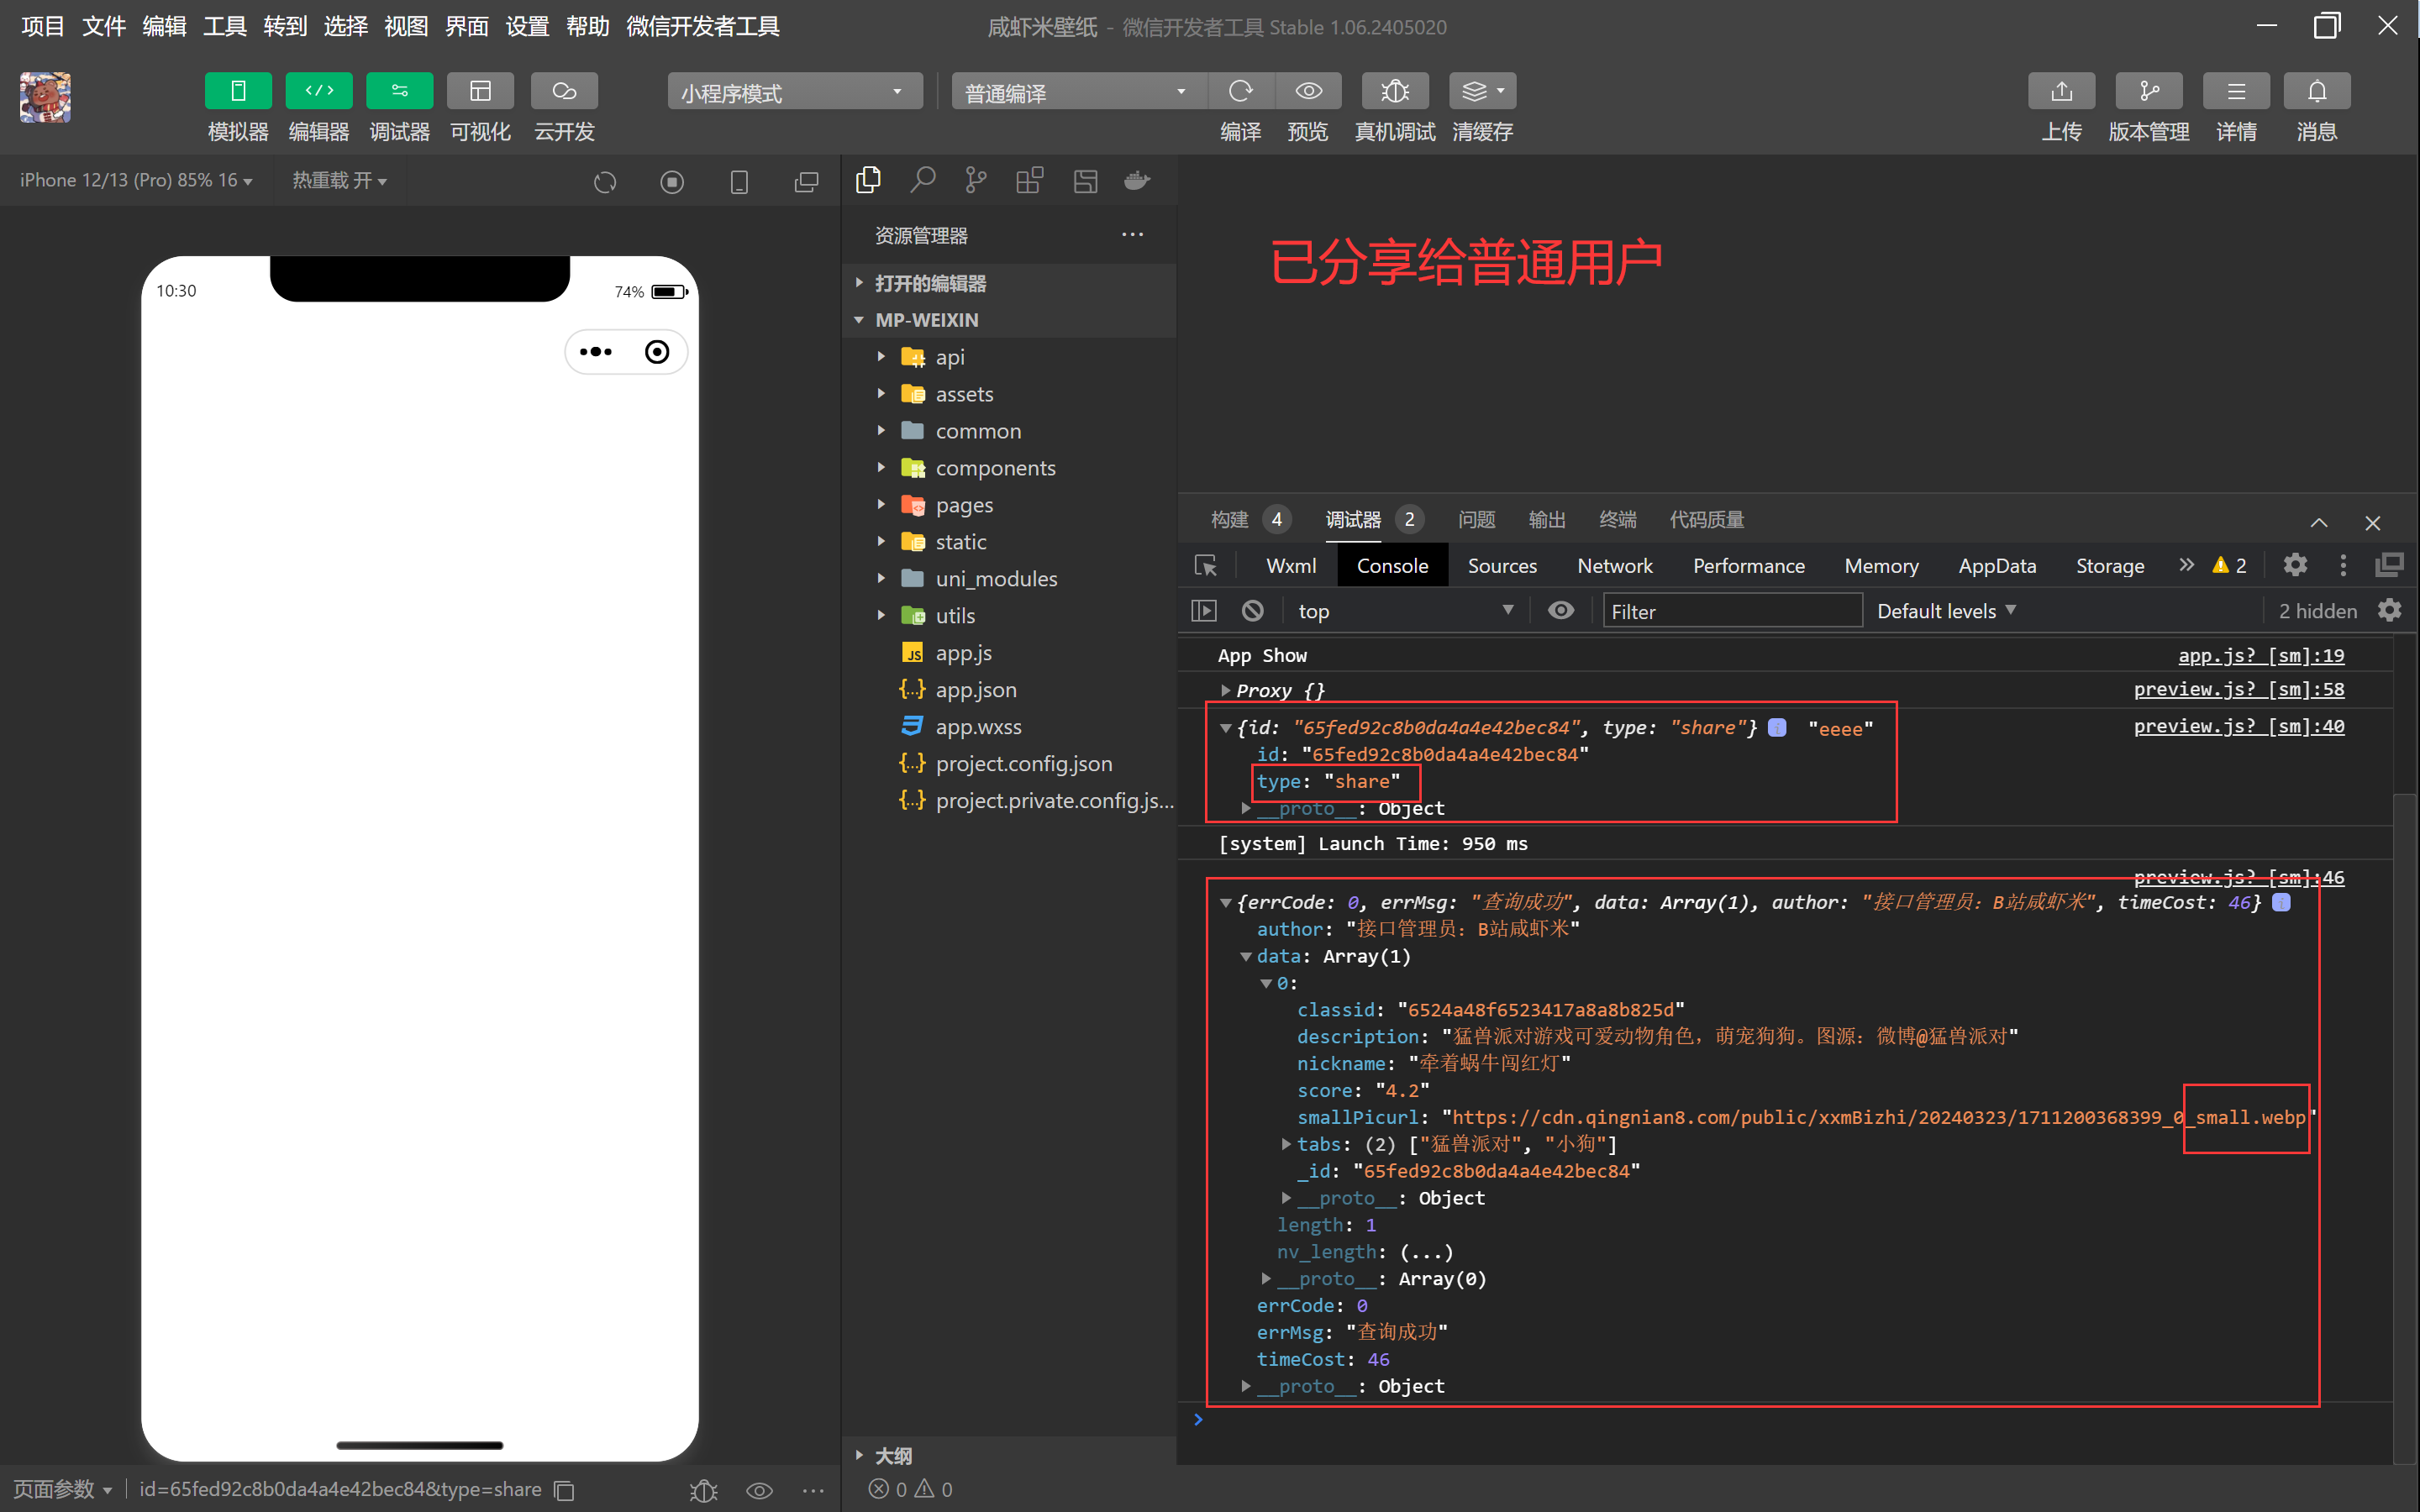 项目 文件 编辑 工具 转到 选择 视图 界面 设置 帮助 微信开发者工具
咸虾米壁纸 - 微信开发者工具 Stable 1.06.2405020
小程序模式
普通编译
模拟器 编辑器 调试器 可视化 云开发
编译 预览 真机调试 清缓存
上传 版本管理 详情 消息
iPhone 12/13 (Pro) 85% 16
热重载 开
10:30
74%
资源管理器
打开的编辑器
MP-WEIXIN
api
assets
common
components
pages
static
uni_modules
utils
app.js
app.json
app.wxss
project.config.json
project.private.config.js...
大纲
0 0
页面参数
id=65fed92c8b0da4a4e42bec84&type=share
已分享给普通用户
构建 4 调试器 2 问题 输出 终端 代码质量
Wxml Console Sources Network Performance Memory AppData Storage 2
top
Filter
Default levels
2 hidden
App Show app.js? [sm]:19
Proxy {} preview.js? [sm]:58
{id: "65fed92c8b0da4a4e42bec84", type: "share"} "eeee" preview.js? [sm]:40
id: "65fed92c8b0da4a4e42bec84"
type: "share"
__proto__: Object
[system] Launch Time: 950 ms
preview.js? [sm]:46
{errCode: 0, errMsg: "查询成功", data: Array(1), author: "接口管理员：B站咸虾米", timeCost: 46}
author: "接口管理员：B站咸虾米"
data: Array(1)
0:
classid: "6524a48f6523417a8a8b825d"
description: "猛兽派对游戏可爱动物角色，萌宠狗狗。图源：微博@猛兽派对"
nickname: "牵着蜗牛闯红灯"
score: "4.2"
smallPicurl: "https://cdn.qingnian8.com/public/xxmBizhi/20240323/1711200368399_0_small.webp"
tabs: (2) ["猛兽派对", "小狗"]
_id: "65fed92c8b0da4a4e42bec84"
__proto__: Object
length: 1
nv_length: (...)
__proto__: Array(0)
errCode: 0
errMsg: "查询成功"
timeCost: 46
__proto__: Object